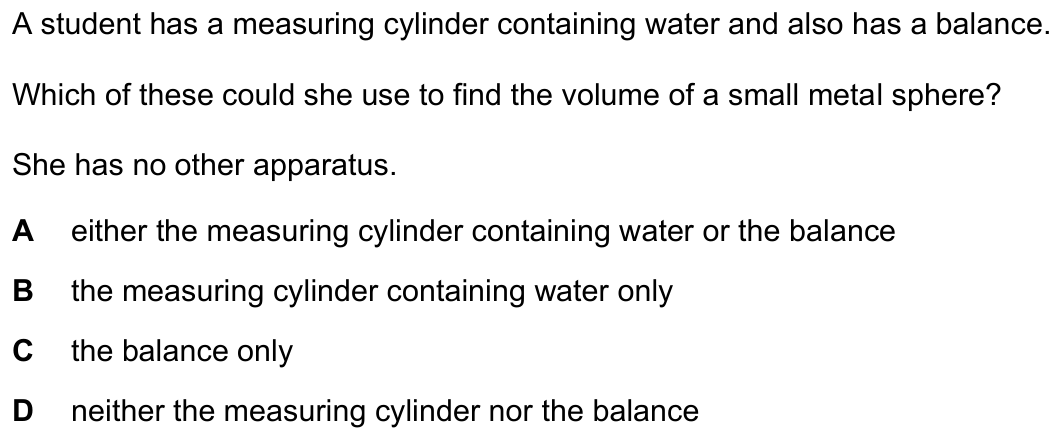 A student has a measuring cylinder containing water and also has a balance.
Which of these could she use to find the volume of a small metal sphere?
She has no other apparatus.
A either the measuring cylinder containing water or the balance
B the measuring cylinder containing water only
C the balance only
D neither the measuring cylinder nor the balance